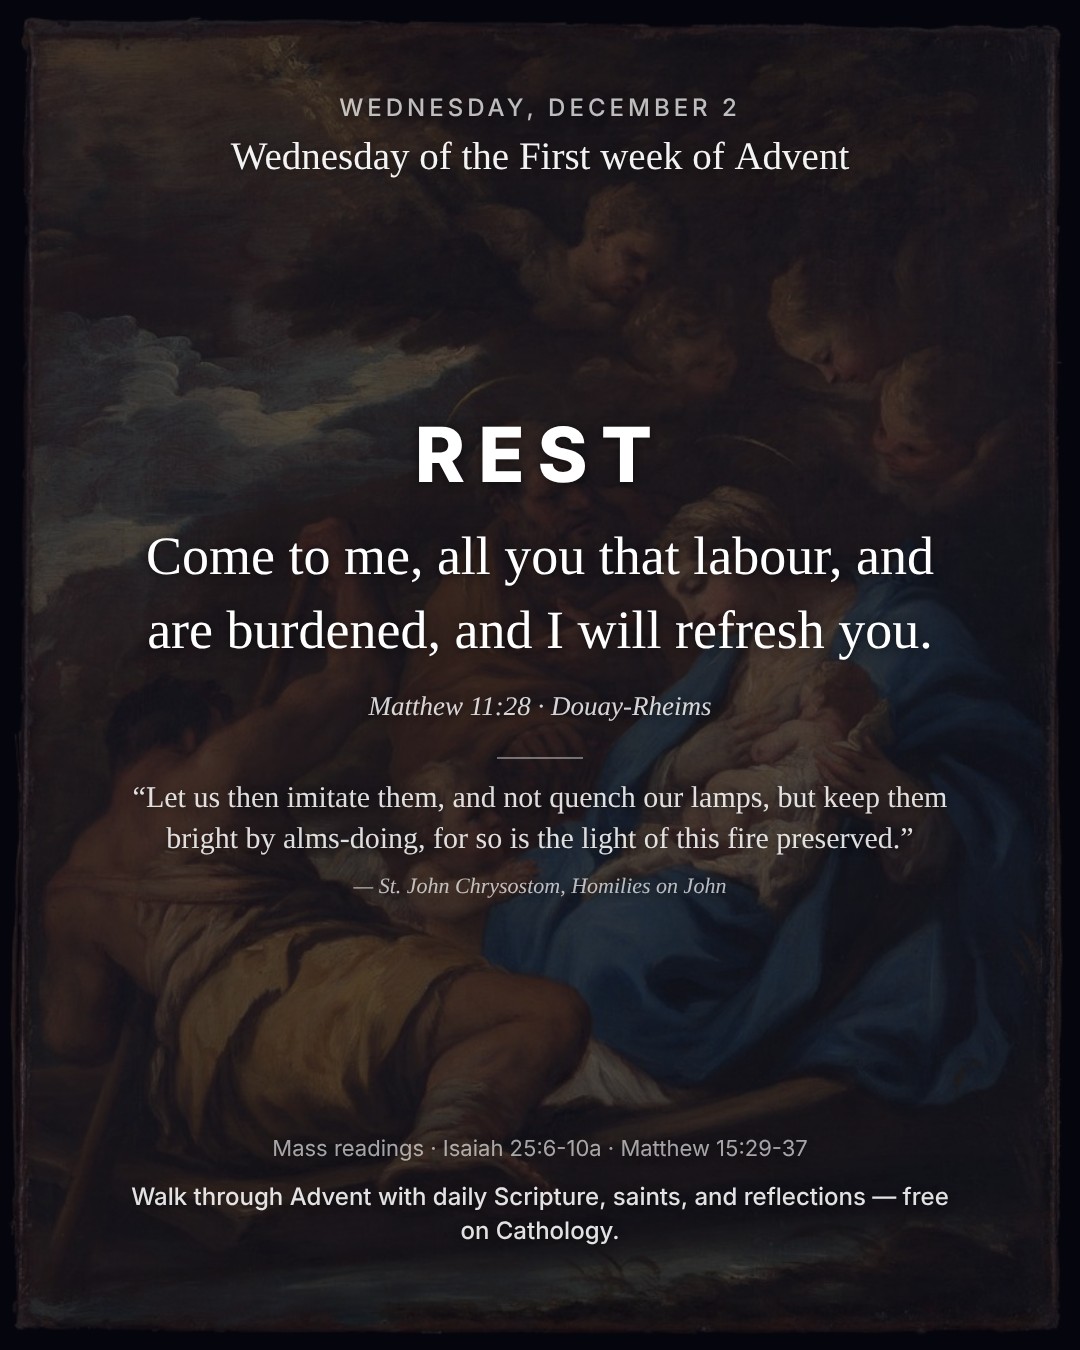 WEDNESDAY, DECEMBER 2
Wednesday of the First week of Advent
REST
Come to me, all you that labour, and
are burdened, and I will refresh you.
Matthew 11:28 · Douay-Rheims
“Let us then imitate them, and not quench our lamps, but keep them
bright by alms-doing, for so is the light of this fire preserved.”
— St. John Chrysostom, Homilies on John
Mass readings · Isaiah 25:6-10a · Matthew 15:29-37
Walk through Advent with daily Scripture, saints, and reflections — free
on Cathology.